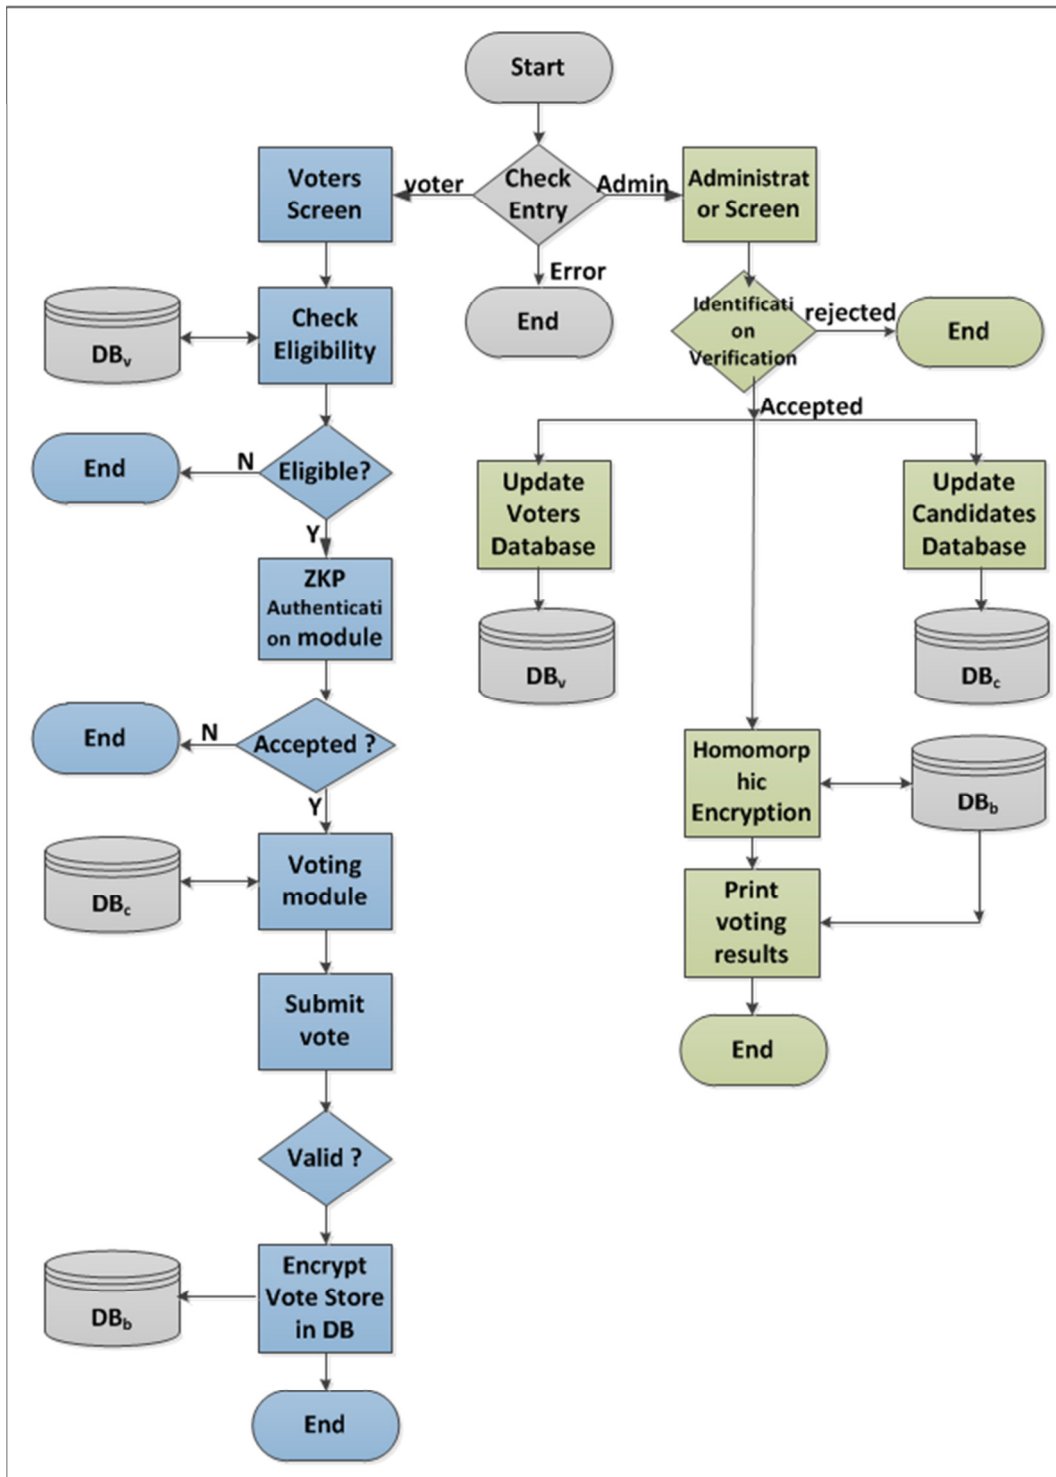 Start
Voters
Screen
voter
Check
Entry
Admin
Administrat
or Screen
Error
End
DBv
Check
Eligibility
Identificati
on
Verification
rejected
End
Accepted
End
N
Eligible?
Y
Update
Voters
Database
Update
Candidates
Database
ZKP
Authenticati
on module
DBv
DBc
End
N
Accepted ?
Y
Homomorp
hic
Encryption
DBb
DBc
Voting
module
Print
voting
results
Submit
vote
End
Valid ?
DBb
Encrypt
Vote Store
in DB
End